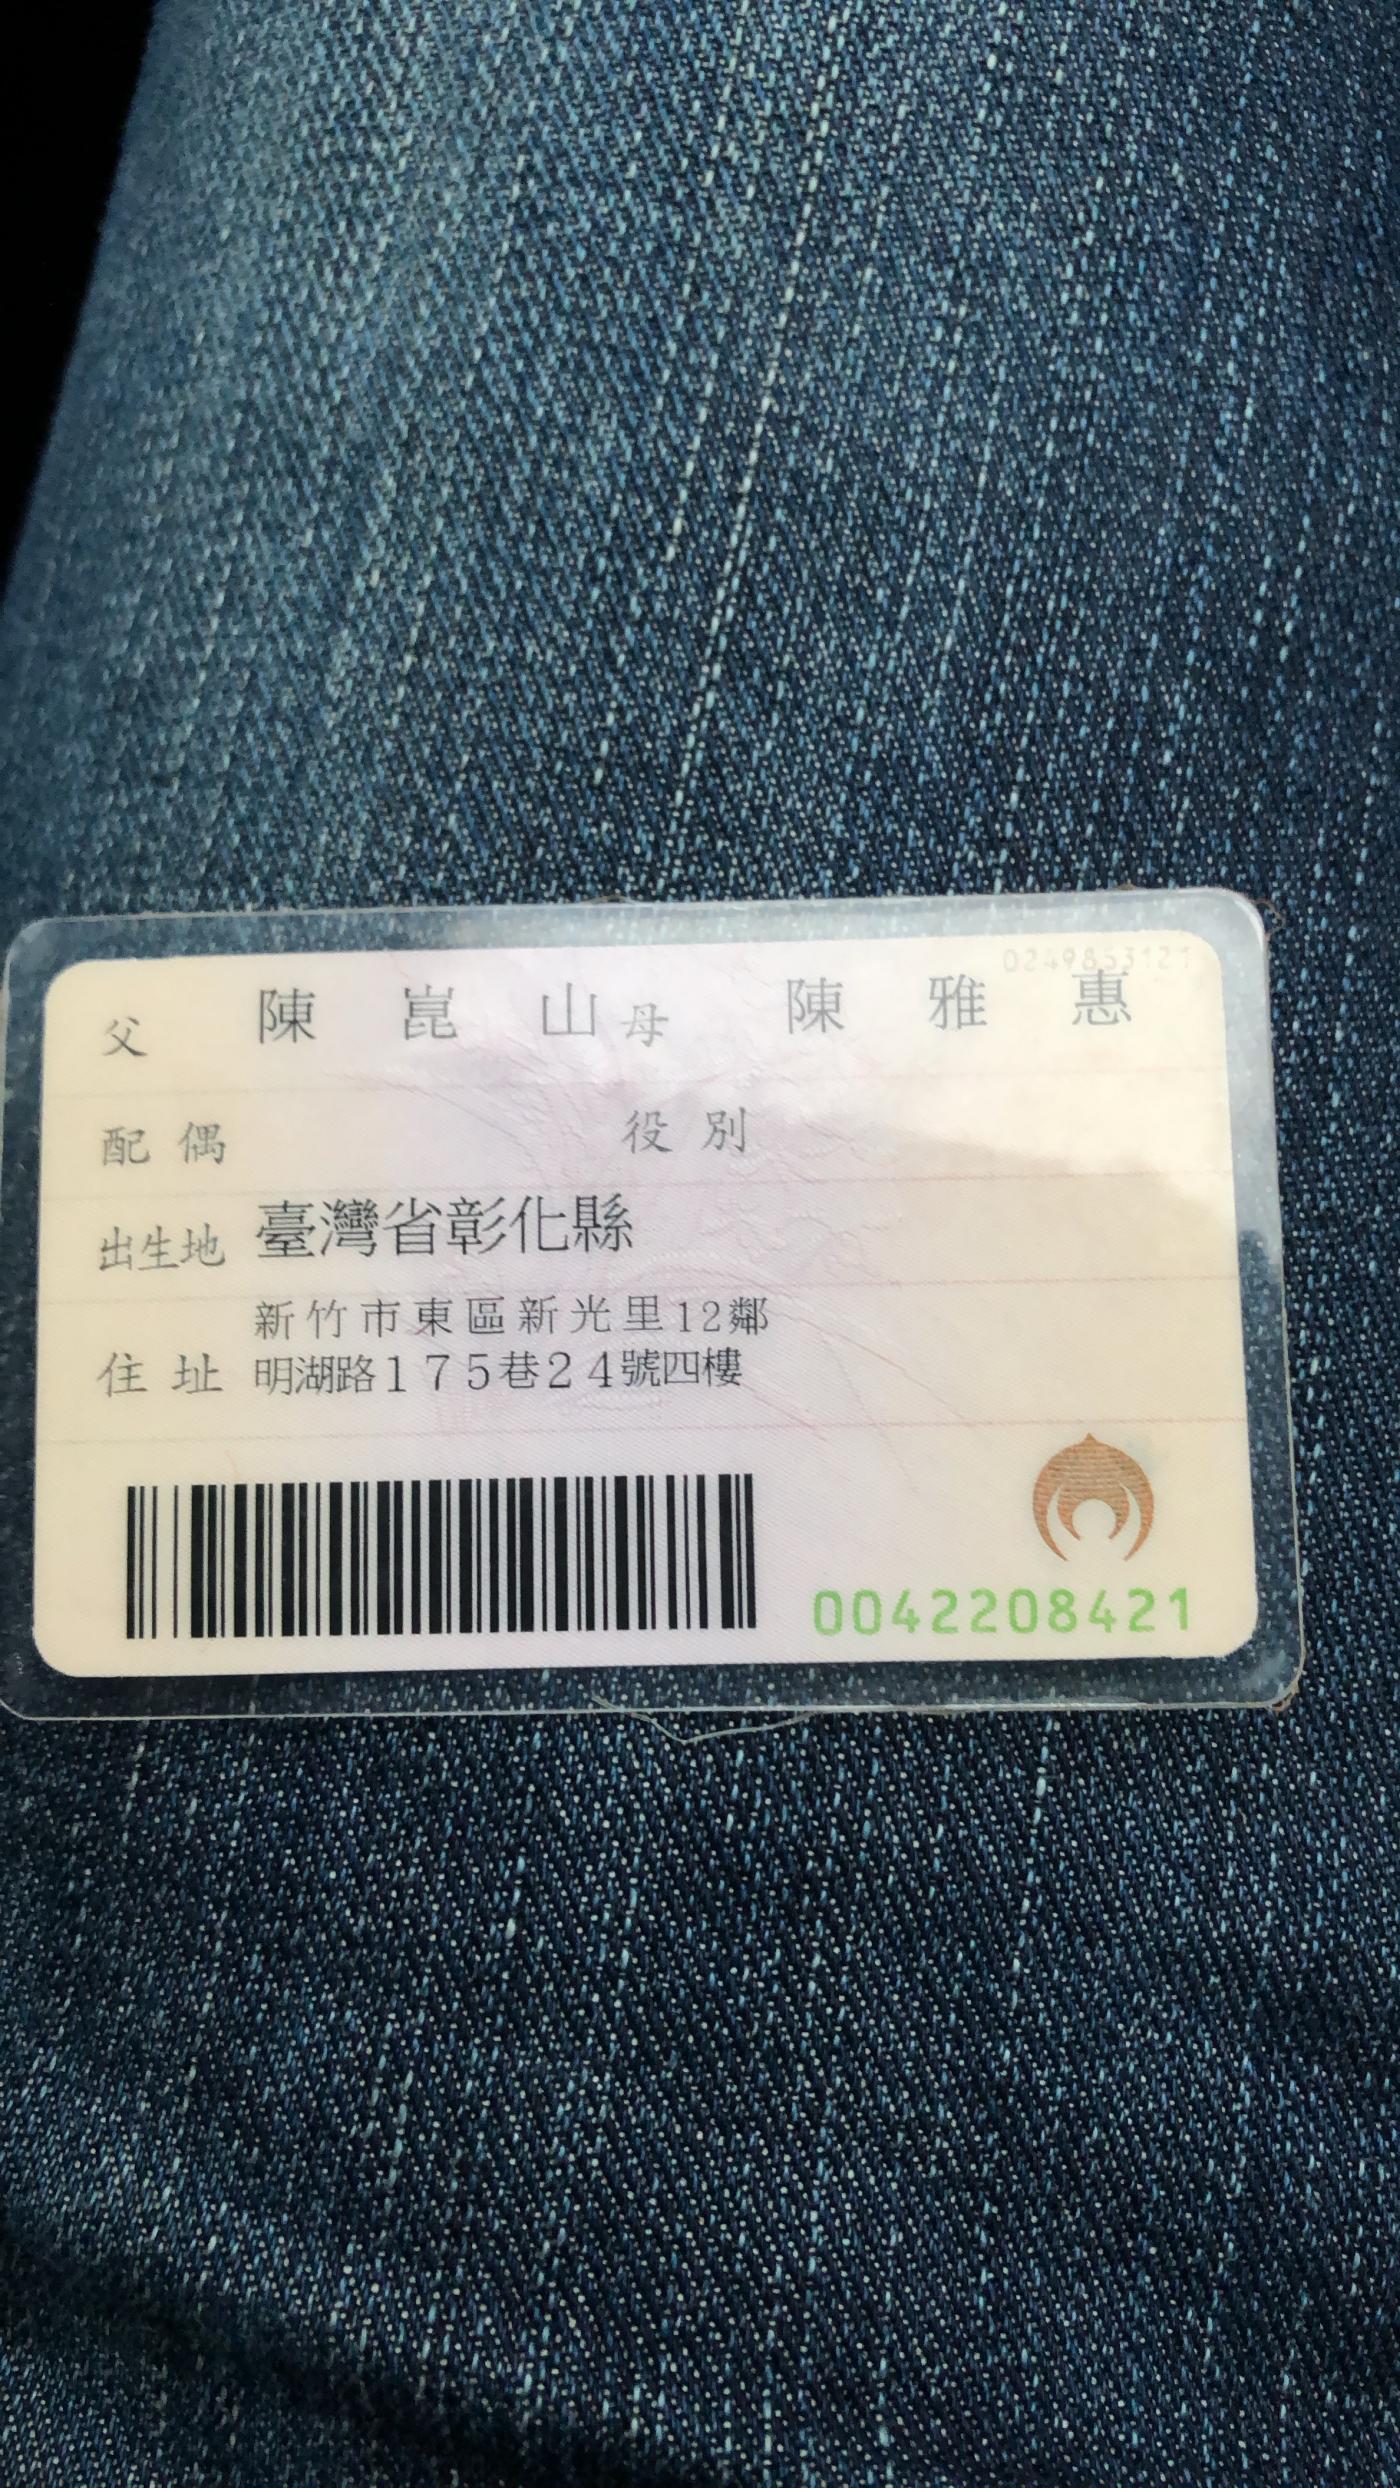 0249853121
父 陳崑山 母 陳雅惠
配偶 役別
出生地 臺灣省彰化縣
新竹市東區新光里12鄰
住址 明湖路175巷24號四樓
0042208421